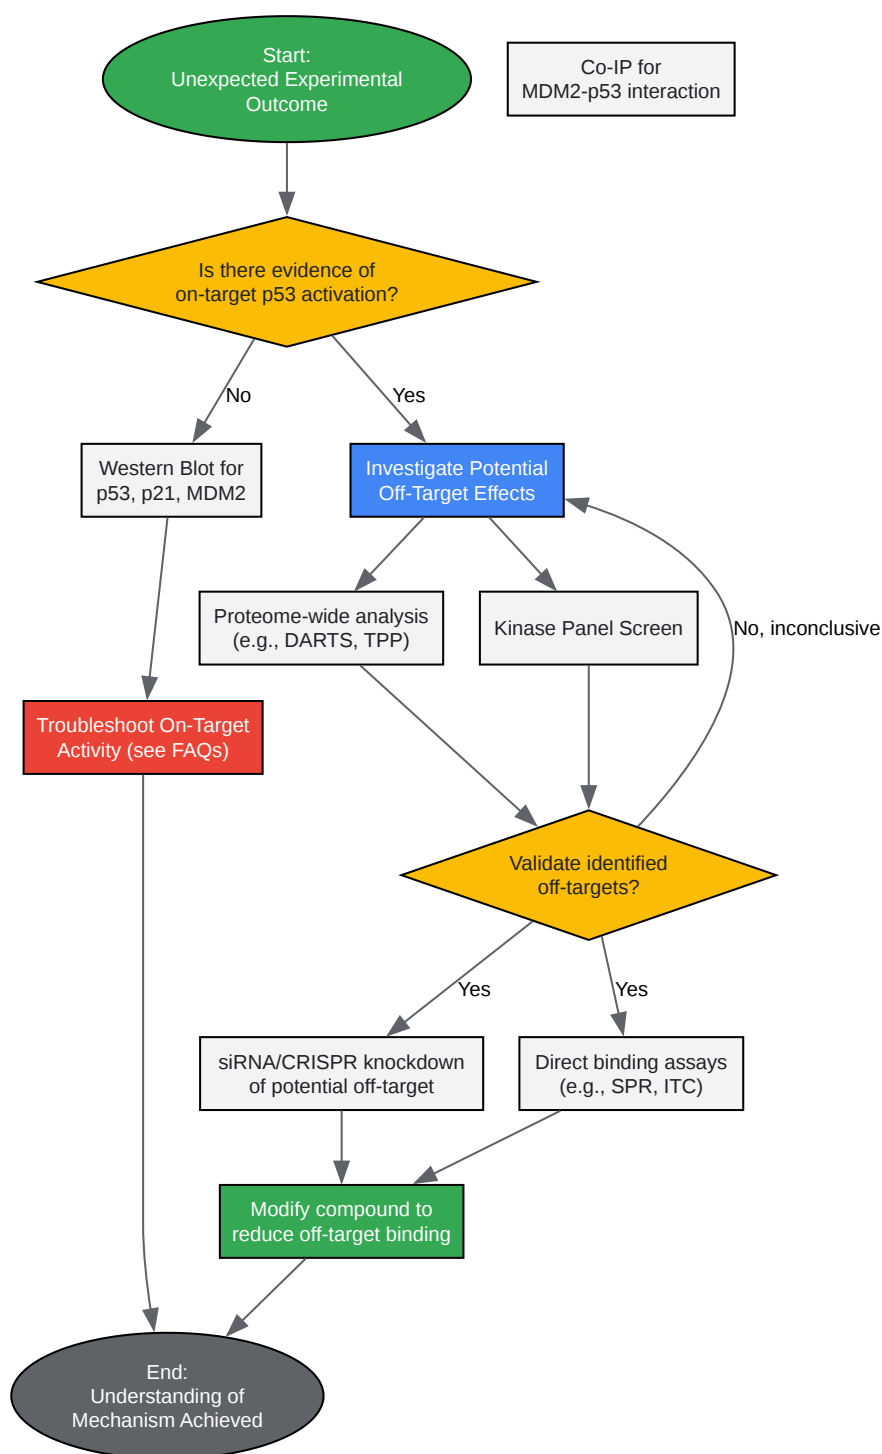 Start:
Unexpected Experimental
Outcome
Co-IP for
MDM2-p53 interaction
Is there evidence of
on-target p53 activation?
No
Yes
Western Blot for
p53, p21, MDM2
Investigate Potential
Off-Target Effects
Proteome-wide analysis
(e.g., DARTS, TPP)
Kinase Panel Screen
No, inconclusive
Troubleshoot On-Target
Activity (see FAQs)
Validate identified
off-targets?
Yes
Yes
siRNA/CRISPR knockdown
of potential off-target
Direct binding assays
(e.g., SPR, ITC)
Modify compound to
reduce off-target binding
End:
Understanding of
Mechanism Achieved